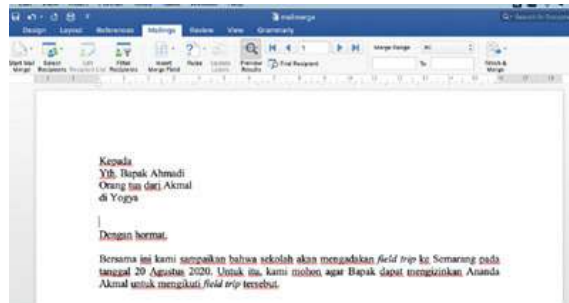 mailmerge
Design Layout References Mailings Review View Grammarly
Start Mail Merge Select Recipients Edit Recipient List Filter Recipients Insert Merge Field Rules Update Labels Preview Results 1 Find Recipient Merge Range All To Finish & Merge
Kepada
Yth. Bapak Ahmadi
Orang tua dari Akmal
di Yogya
Dengan hormat,
Bersama ini kami sampaikan bahwa sekolah akan mengadakan field trip ke Semarang pada
tanggal 20 Agustus 2020. Untuk itu, kami mohon agar Bapak dapat mengizinkan Ananda
Akmal untuk mengikuti field trip tersebut.